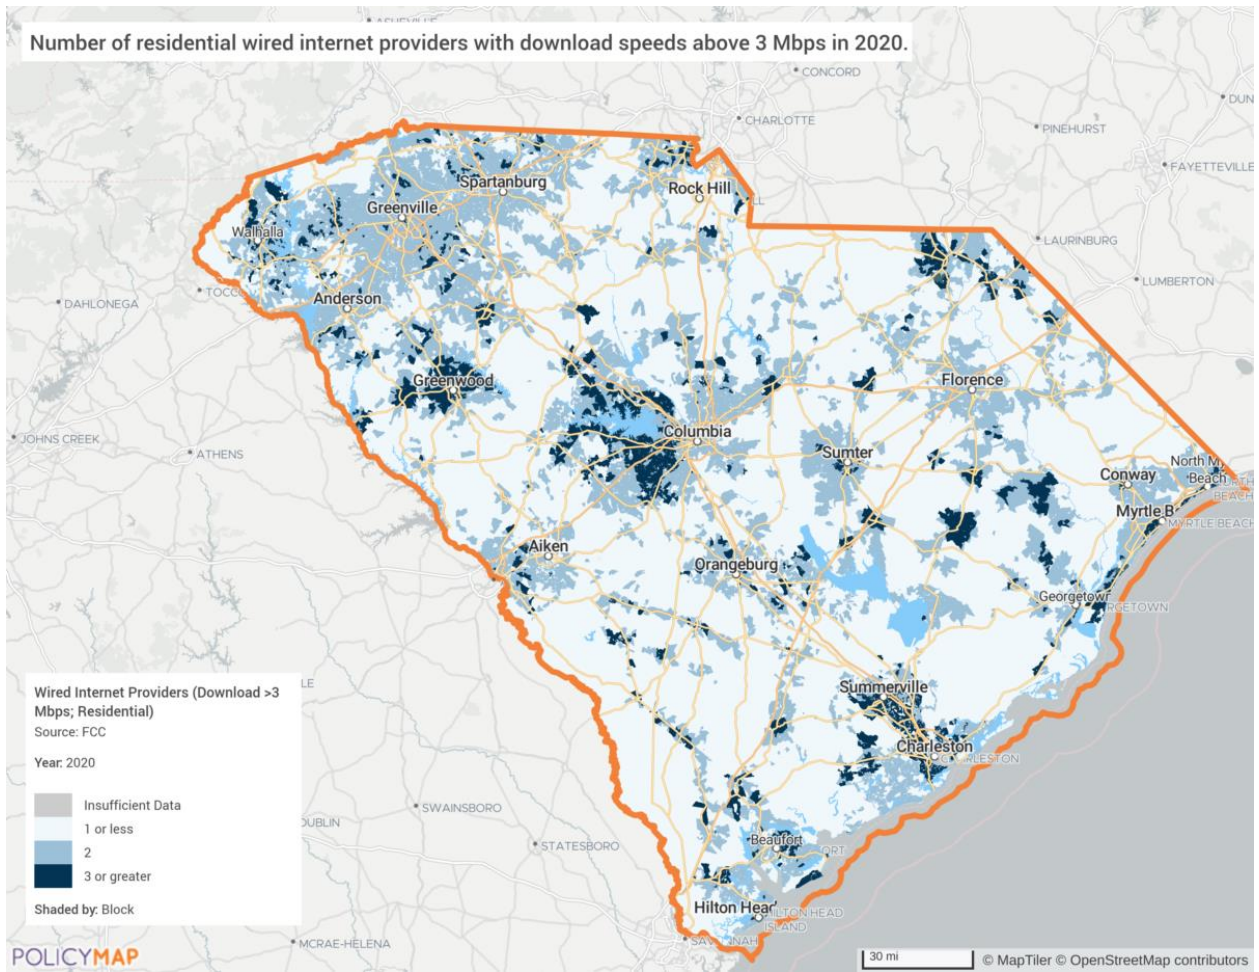 ASHEVILLE
Number of residential wired internet providers with download speeds above 3 Mbps in 2020.
CONCORD
CHARLOTTE
PINEHURST
FAYETTEVILLE
Spartanburg
Rock Hill
Greenville
Walhalla
LAURINBURG
LUMBERTON
DAHLONEGA
Anderson
Greenwood
Florence
JOHNS CREEK
ATHENS
Columbia
Sumter
Conway
North My
Beach
BEACH
Myrtle B
MYRTLE BEACH
Aiken
Orangeburg
Georgetown
Summerville
Charleston
Wired Internet Providers (Download >3
Mbps; Residential)
Source: FCC
Year: 2020
Insufficient Data
1 or less
2
3 or greater
Shaded by: Block
SWAINSBORO
STATESBORO
Beaufort
Hilton Head
HILTON HEAD
ISLAND
SAVANNAH
MCRAE-HELENA
POLICYMAP
30 mi
© MapTiler © OpenStreetMap contributors